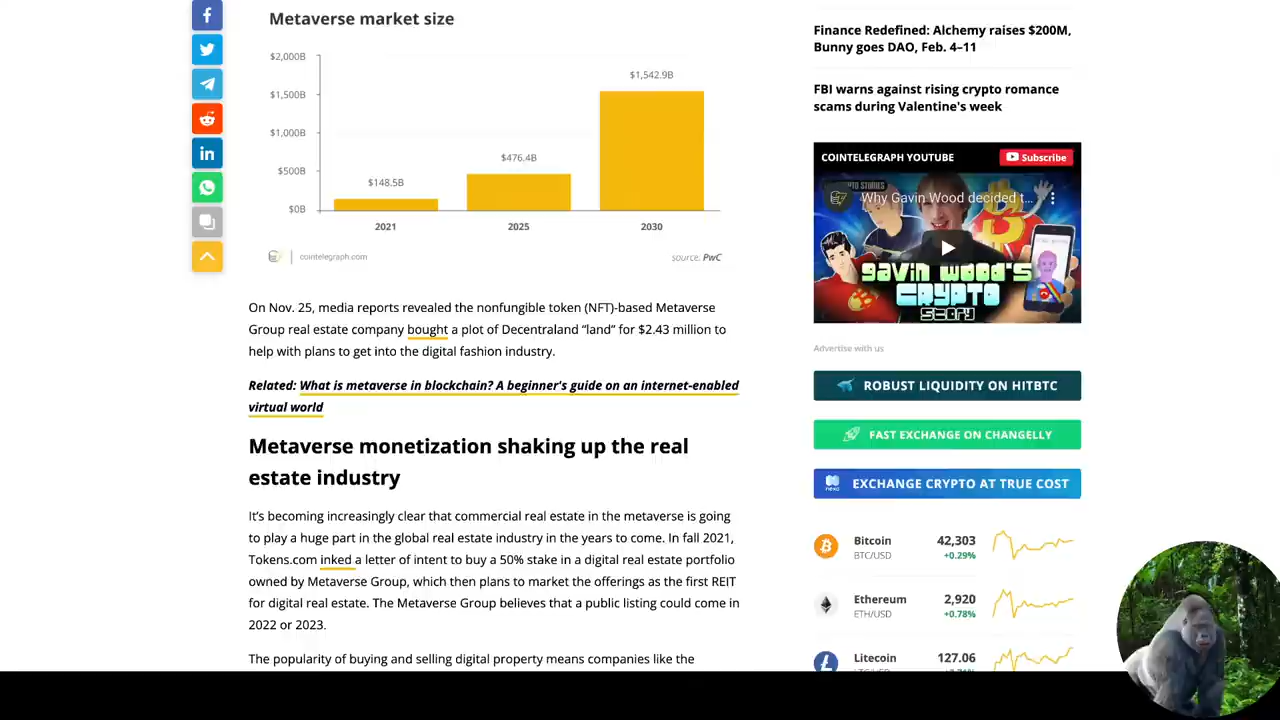 Metaverse market size
$2,000B
$1,500B
$1,000B
$500B
$0B
$148.5B
$476.4B
$1,542.9B
2021
2025
2030
cointelegraph.com
source. PwC
On Nov. 25, media reports revealed the nonfungible token (NFT)-based Metaverse
Group real estate company bought a plot of Decentraland “land” for $2.43 million to
help with plans to get into the digital fashion industry.
Related: What is metaverse in blockchain? A beginner's guide on an internet-enabled
virtual world
Metaverse monetization shaking up the real
estate industry
It’s becoming increasingly clear that commercial real estate in the metaverse is going
to play a huge part in the global real estate industry in the years to come. In fall 2021,
Tokens.com inked a letter of intent to buy a 50% stake in a digital real estate portfolio
owned by Metaverse Group, which then plans to market the offerings as the first REIT
for digital real estate. The Metaverse Group believes that a public listing could come in
2022 or 2023.
The popularity of buying and selling digital property means companies like the
Finance Redefined: Alchemy raises $200M,
Bunny goes DAO, Feb. 4–11
FBI warns against rising crypto romance
scams during Valentine's week
COINTELEGRAPH YOUTUBE
Subscribe
CRYPTO STORIES
Why Gavin Wood decided t...
GAVIN WOOD'S
CRYPTO
STORY
Advertise with us
ROBUST LIQUIDITY ON HITBTC
FAST EXCHANGE ON CHANGELLY
nexo
EXCHANGE CRYPTO AT TRUE COST
Bitcoin 42,303
BTC/USD +0.29%
Ethereum 2,920
ETH/USD +0.78%
Litecoin 127.06